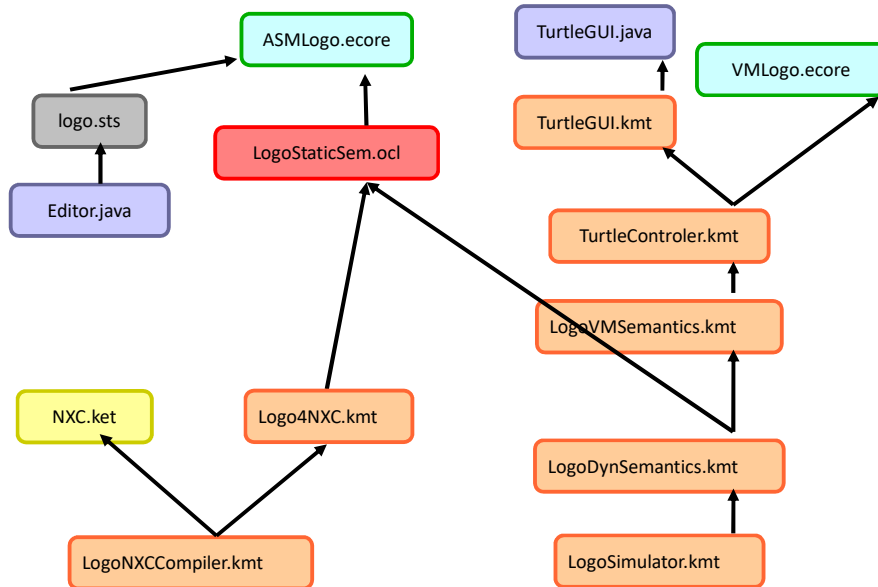 TurtleGUI.java
ASMLogo.ecore
VMLogo.ecore
logo.sts
TurtleGUI.kmt
LogoStaticSem.ocl
Editor.java
TurtleControler.kmt
LogoVMSemantics.kmt
NXC.ket
Logo4NXC.kmt
LogoDynSemantics.kmt
LogoNXCCompiler.kmt
LogoSimulator.kmt